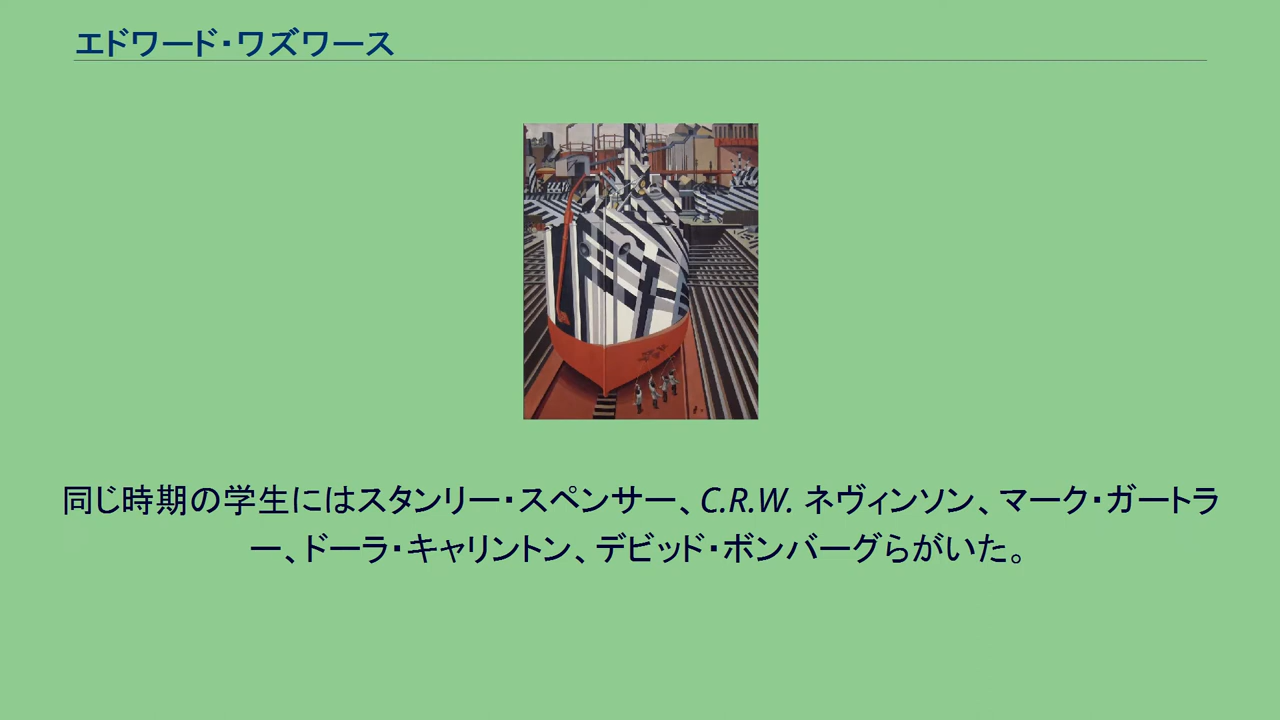 エドワード・ワズワース
同じ時期の学生にはスタンリー・スペンサー、C.R.W. ネヴィンソン、マーク・ガートラ
ー、ドーラ・キャリントン、デビッド・ボンバーグらがいた。